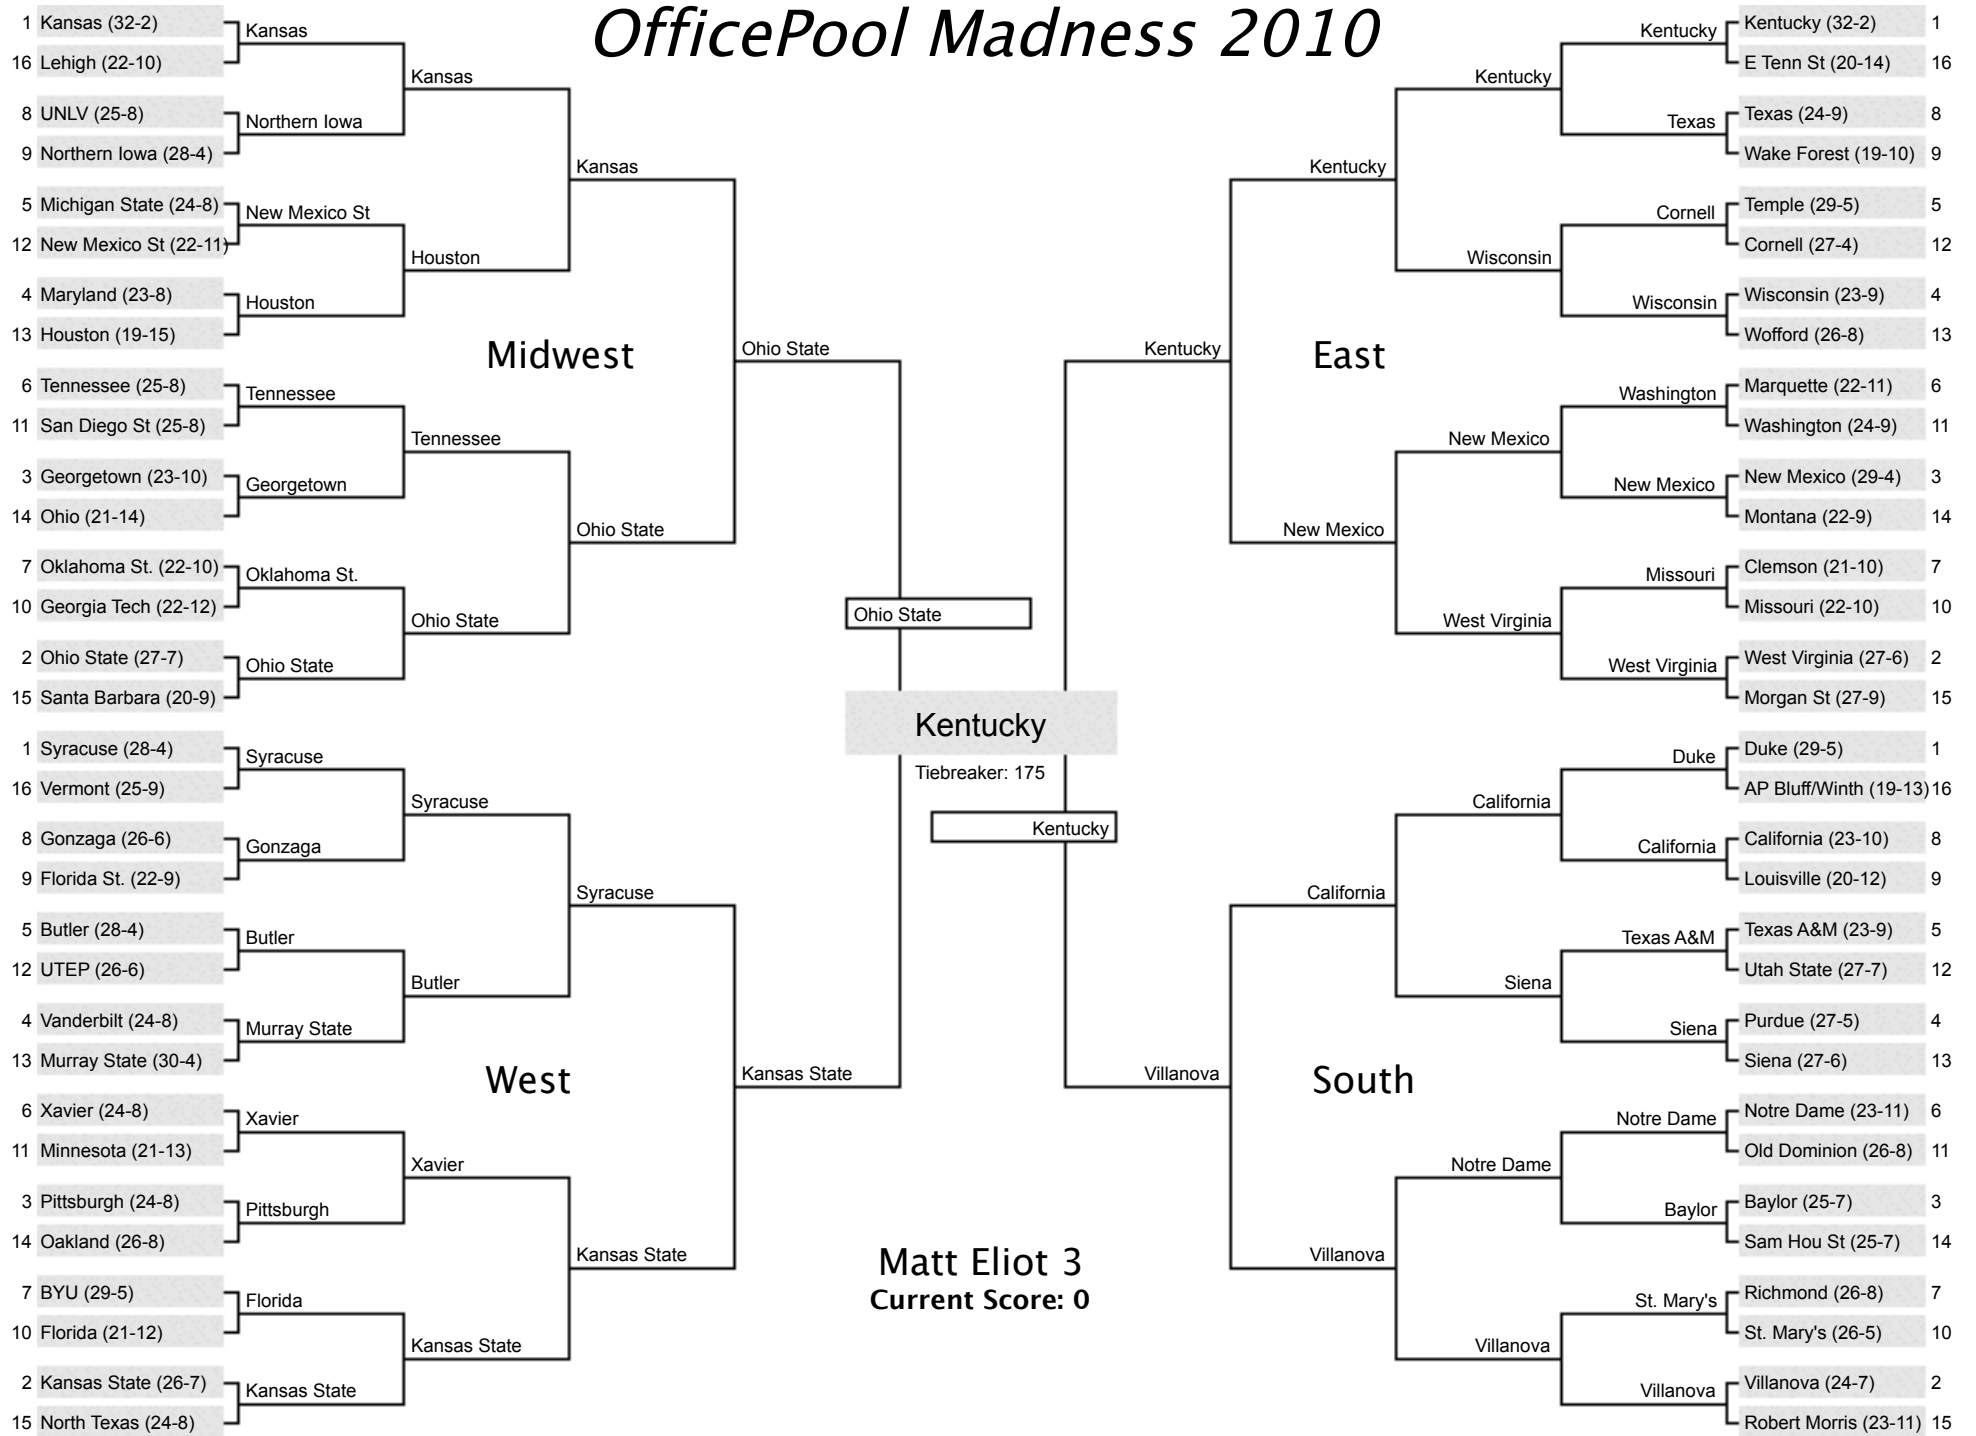 OfficePool Madness 2010
1 Kansas (32-2)
16 Lehigh (22-10)
8 UNLV (25-8)
9 Northern Iowa (28-4)
5 Michigan State (24-8)
12 New Mexico St (22-11)
4 Maryland (23-8)
13 Houston (19-15)
6 Tennessee (25-8)
11 San Diego St (25-8)
3 Georgetown (23-10)
14 Ohio (21-14)
7 Oklahoma St. (22-10)
10 Georgia Tech (22-12)
2 Ohio State (27-7)
15 Santa Barbara (20-9)
Kansas
Northern Iowa
New Mexico St
Houston
Tennessee
Georgetown
Oklahoma St.
Ohio State
Kansas
Houston
Tennessee
Ohio State
Kansas
Ohio State
Midwest
Ohio State
1 Syracuse (28-4)
16 Vermont (25-9)
8 Gonzaga (26-6)
9 Florida St. (22-9)
5 Butler (28-4)
12 UTEP (26-6)
4 Vanderbilt (24-8)
13 Murray State (30-4)
6 Xavier (24-8)
11 Minnesota (21-13)
3 Pittsburgh (24-8)
14 Oakland (26-8)
7 BYU (29-5)
10 Florida (21-12)
2 Kansas State (26-7)
15 North Texas (24-8)
Syracuse
Gonzaga
Butler
Murray State
Xavier
Pittsburgh
Florida
Kansas State
Syracuse
Butler
Xavier
Kansas State
Syracuse
Kansas State
West
Kansas State
Ohio State
Kentucky
Tiebreaker: 175
Kentucky
Matt Eliot 3
Current Score: 0
Kentucky (32-2) 1
E Tenn St (20-14) 16
Texas (24-9) 8
Wake Forest (19-10) 9
Temple (29-5) 5
Cornell (27-4) 12
Wisconsin (23-9) 4
Wofford (26-8) 13
Marquette (22-11) 6
Washington (24-9) 11
New Mexico (29-4) 3
Montana (22-9) 14
Clemson (21-10) 7
Missouri (22-10) 10
West Virginia (27-6) 2
Morgan St (27-9) 15
Kentucky
Texas
Cornell
Wisconsin
Washington
New Mexico
Missouri
West Virginia
Kentucky
Wisconsin
New Mexico
West Virginia
Kentucky
New Mexico
East
Kentucky
Duke (29-5) 1
AP Bluff/Winth (19-13) 16
California (23-10) 8
Louisville (20-12) 9
Texas A&M (23-9) 5
Utah State (27-7) 12
Purdue (27-5) 4
Siena (27-6) 13
Notre Dame (23-11) 6
Old Dominion (26-8) 11
Baylor (25-7) 3
Sam Hou St (25-7) 14
Richmond (26-8) 7
St. Mary's (26-5) 10
Villanova (24-7) 2
Robert Morris (23-11) 15
Duke
California
Texas A&M
Siena
Notre Dame
Baylor
St. Mary's
Villanova
California
Siena
Notre Dame
Villanova
California
Villanova
South
Villanova